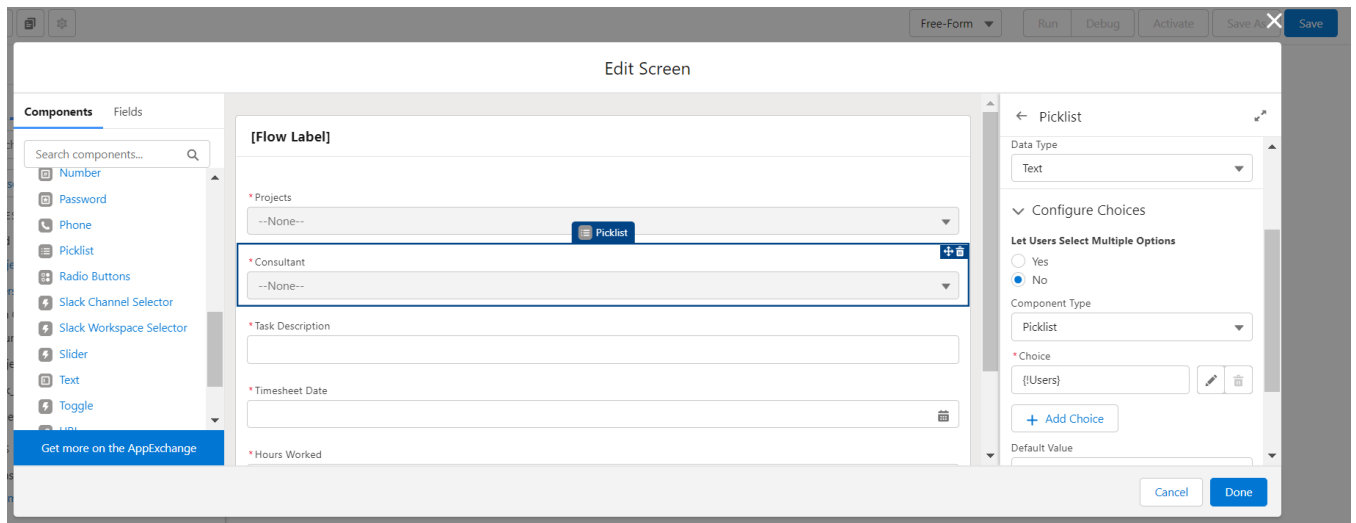 Free-Form
Run
Debug
Activate
Save As
Save
Edit Screen
Components
Fields
Search components...
Number
Password
Phone
Picklist
Radio Buttons
Slack Channel Selector
Slack Workspace Selector
Slider
Text
Toggle
Get more on the AppExchange
[Flow Label]
* Projects
--None--
Picklist
* Consultant
--None--
* Task Description
* Timesheet Date
* Hours Worked
Picklist
Data Type
Text
Configure Choices
Let Users Select Multiple Options
Yes
No
Component Type
Picklist
* Choice
{!Users}
+ Add Choice
Default Value
Cancel
Done